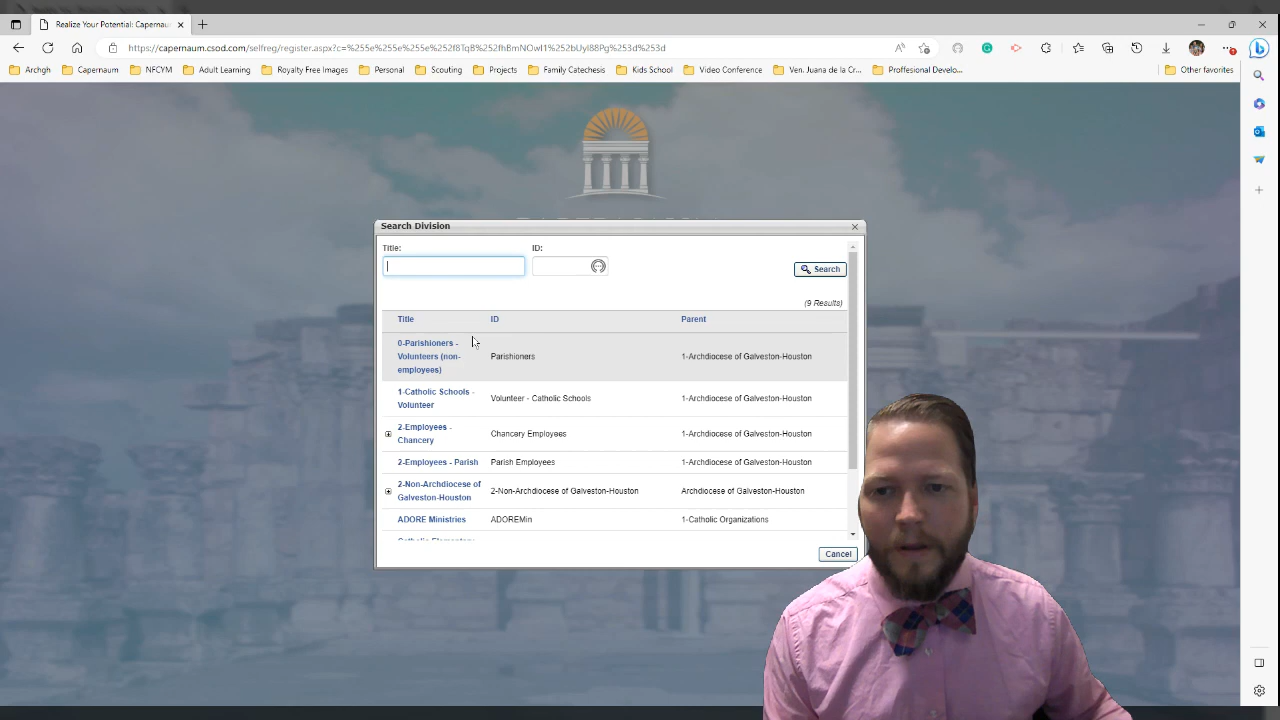 Realize Your Potential: Capernaum
https://capernaum.csod.com/selfreg/register.aspx?c=%255e%255e%252f8Tq8%252fhBmNOwI1%252bUyI88Pg%253d%253d
Archgh Capernaum NFCYM Adult Learning Royalty Free Images Personal Scouting Projects Family Catechesis Kids School Video Conference Ven. Juana de la Cr... Proffesional Develo... Other favorites
Search Division
Title: ID:
Search
(9 Results)
Title ID Parent
0-Parishioners -
Volunteers (non-
employees)
Parishioners 1-Archdiocese of Galveston-Houston
1-Catholic Schools -
Volunteer
Volunteer - Catholic Schools 1-Archdiocese of Galveston-Houston
2-Employees -
Chancery
Chancery Employees 1-Archdiocese of Galveston-Houston
2-Employees - Parish Parish Employees 1-Archdiocese of Galveston-Houston
2-Non-Archdiocese of
Galveston-Houston
2-Non-Archdiocese of Galveston-Houston Archdiocese of Galveston-Houston
ADORE Ministries ADOREMin 1-Catholic Organizations
Catholic Elementary
Cancel